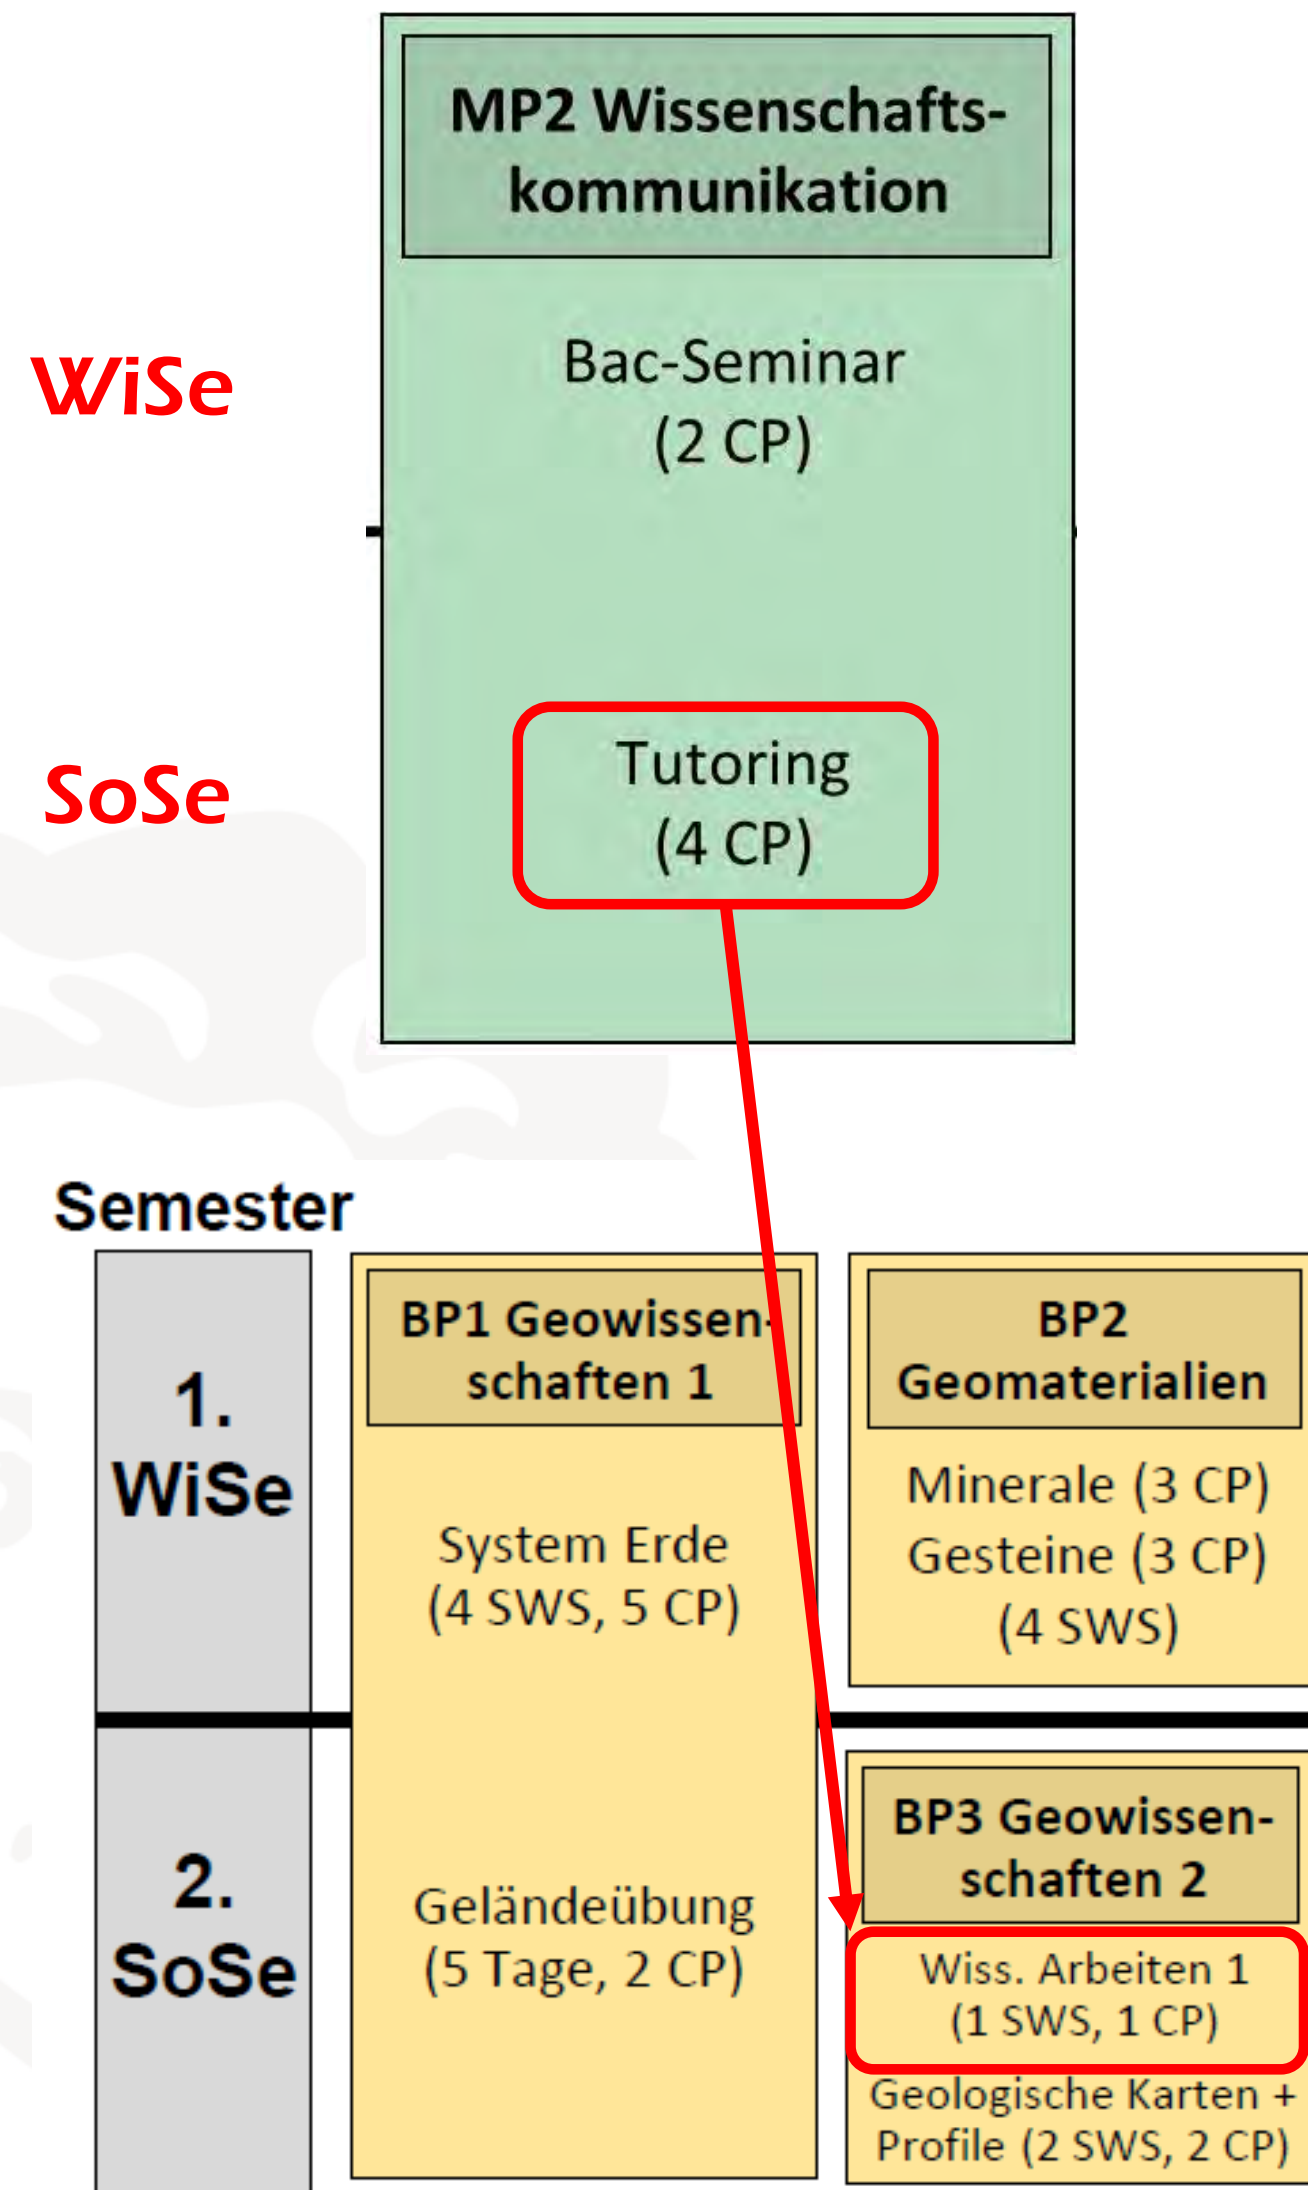 MP2 Wissenschafts-
kommunikation
WiSe
Bac-Seminar
(2 CP)
SoSe
Tutoring
(4 CP)
Semester
1.
WiSe
BP1 Geowissen-
schaften 1
System Erde
(4 SWS, 5 CP)
BP2
Geomaterialien
Minerale (3 CP)
Gesteine (3 CP)
(4 SWS)
2.
SoSe
Geländeübung
(5 Tage, 2 CP)
BP3 Geowissen-
schaften 2
Wiss. Arbeiten 1
(1 SWS, 1 CP)
Geologische Karten +
Profile (2 SWS, 2 CP)